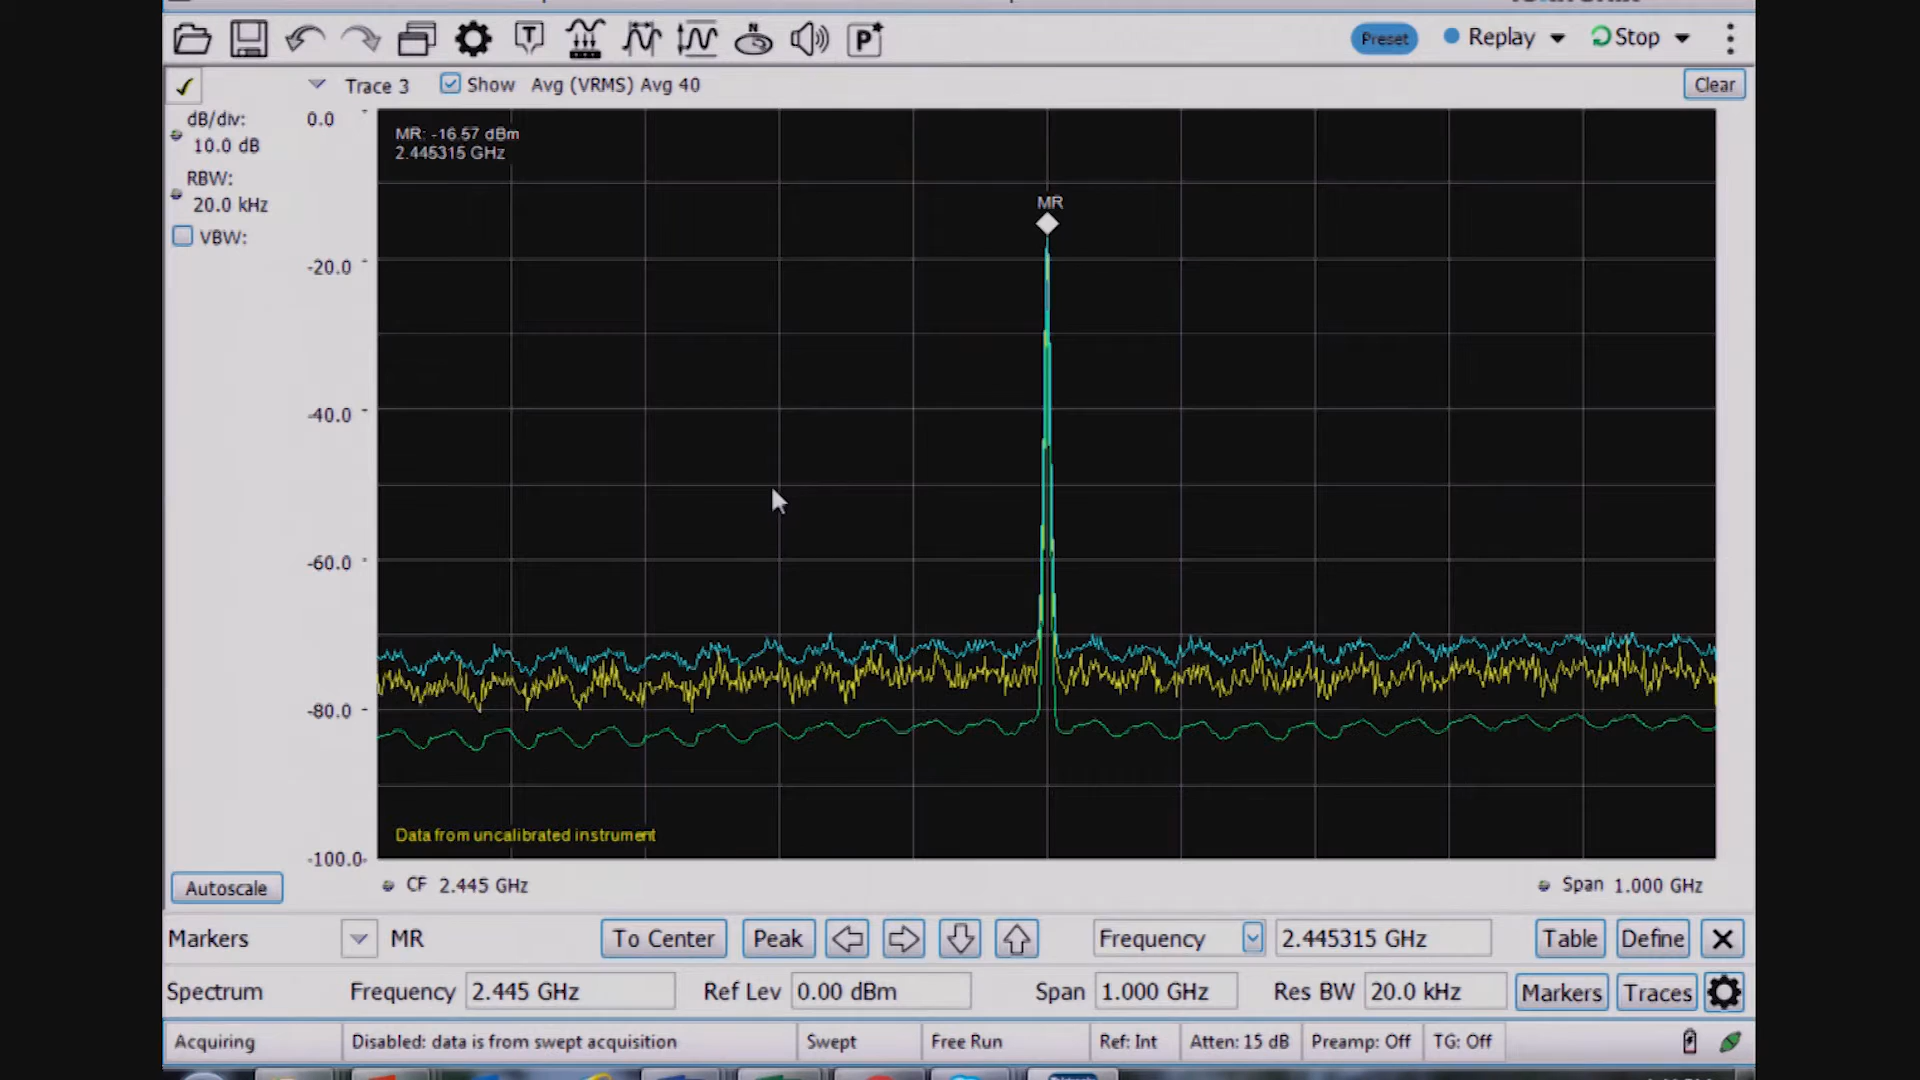 T
N
P*
Preset
Replay
Stop
Trace 3
Show
Avg (VRMS) Avg 40
Clear
dB/div:
10.0 dB
RBW:
20.0 kHz
VBW:
0.0
-20.0
-40.0
-60.0
-80.0
-100.0
MR: -16.57 dBm
2.445315 GHz
MR
Data from uncalibrated instrument
Autoscale
CF 2.445 GHz
Span 1.000 GHz
Markers MR To Center Peak Frequency 2.445315 GHz Table Define
Spectrum Frequency 2.445 GHz Ref Lev 0.00 dBm Span 1.000 GHz Res BW 20.0 kHz Markers Traces
Acquiring Disabled: data is from swept acquisition Swept Free Run Ref: Int Atten: 15 dB Preamp: Off TG: Off